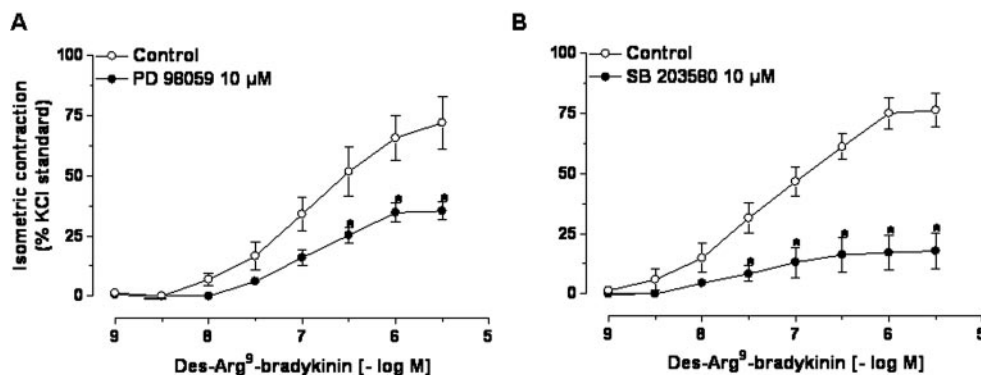 A
100
Control
PD 98059 10 µM
75
50
25
0
Isometric contraction
(% KCl standard)
9 8 7 6 5
Des-Arg⁹-bradykinin [- log M]
B
100
Control
SB 203580 10 µM
75
50
25
0
9 8 7 6 5
Des-Arg⁹-bradykinin [- log M]